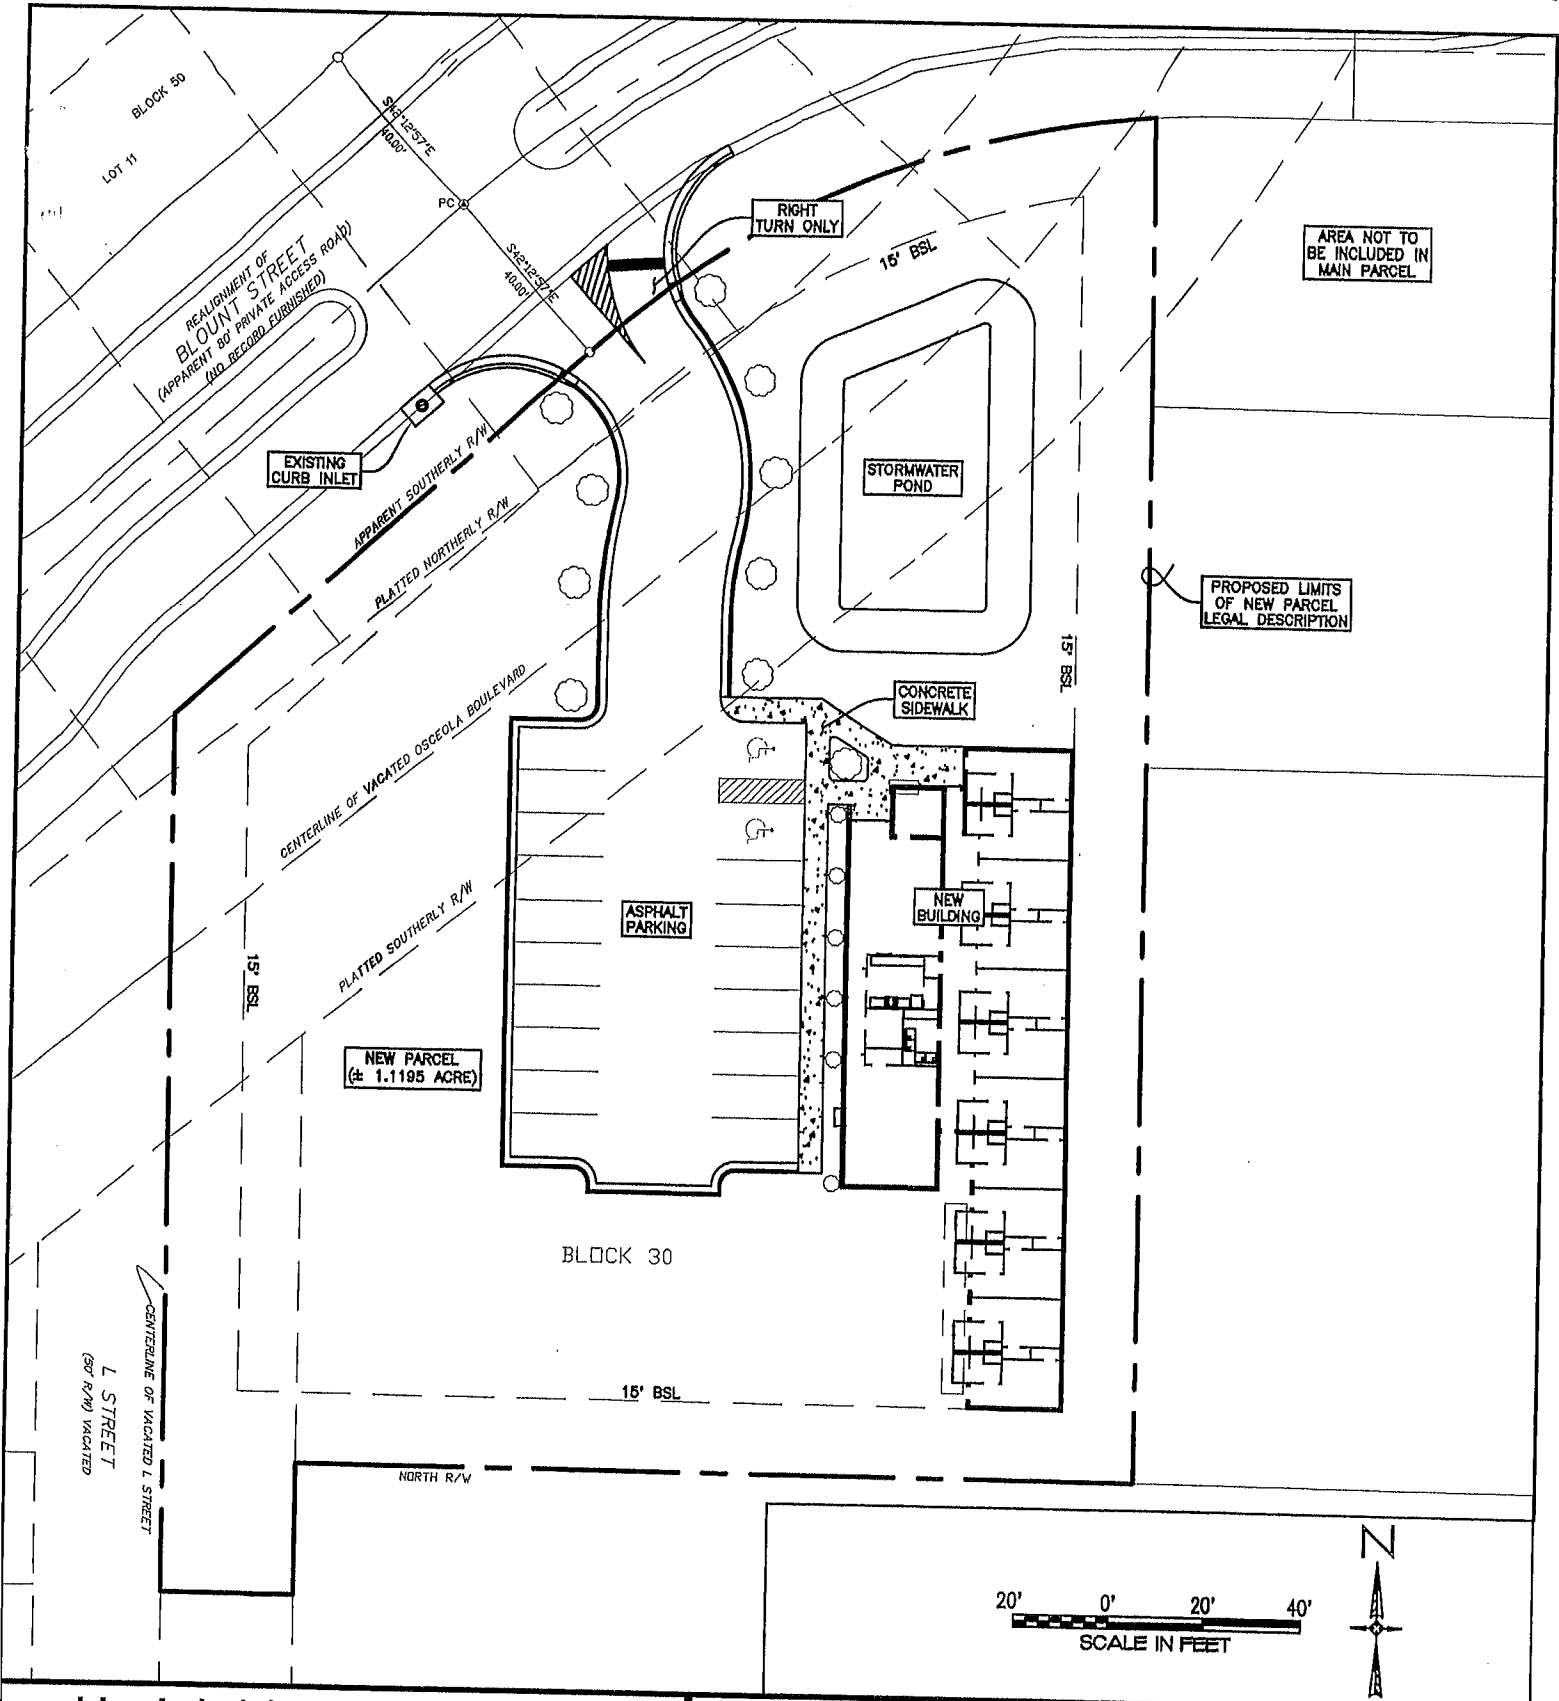 BLOCK 50
LOT 11
S42°12'57"E
40.00'
PC
S42°12'57"E
40.00'
RIGHT
TURN ONLY
15' BSL
AREA NOT TO
BE INCLUDED IN
MAIN PARCEL
REALIGNMENT OF
BLOUNT STREET
(APPARENT 80' PRIVATE ACCESS ROAD)
(NO RECORD FURNISHED)
EXISTING
CURB INLET
APPARENT SOUTHERLY R/W
PLATTED NORTHERLY R/W
STORMWATER
POND
PROPOSED LIMITS
OF NEW PARCEL
LEGAL DESCRIPTION
15' BSL
CONCRETE
SIDEWALK
CENTERLINE OF VACATED OSCEOLA BOULEVARD
PLATTED SOUTHERLY R/W
ASPHALT
PARKING
NEW
BUILDING
15' BSL
NEW PARCEL
(± 1.1195 ACRE)
BLOCK 30
CENTERLINE OF VACATED L STREET
L STREET
(50' R/W) VACATED
15' BSL
NORTH R/W
N
20' 0' 20' 40'
SCALE IN FEET